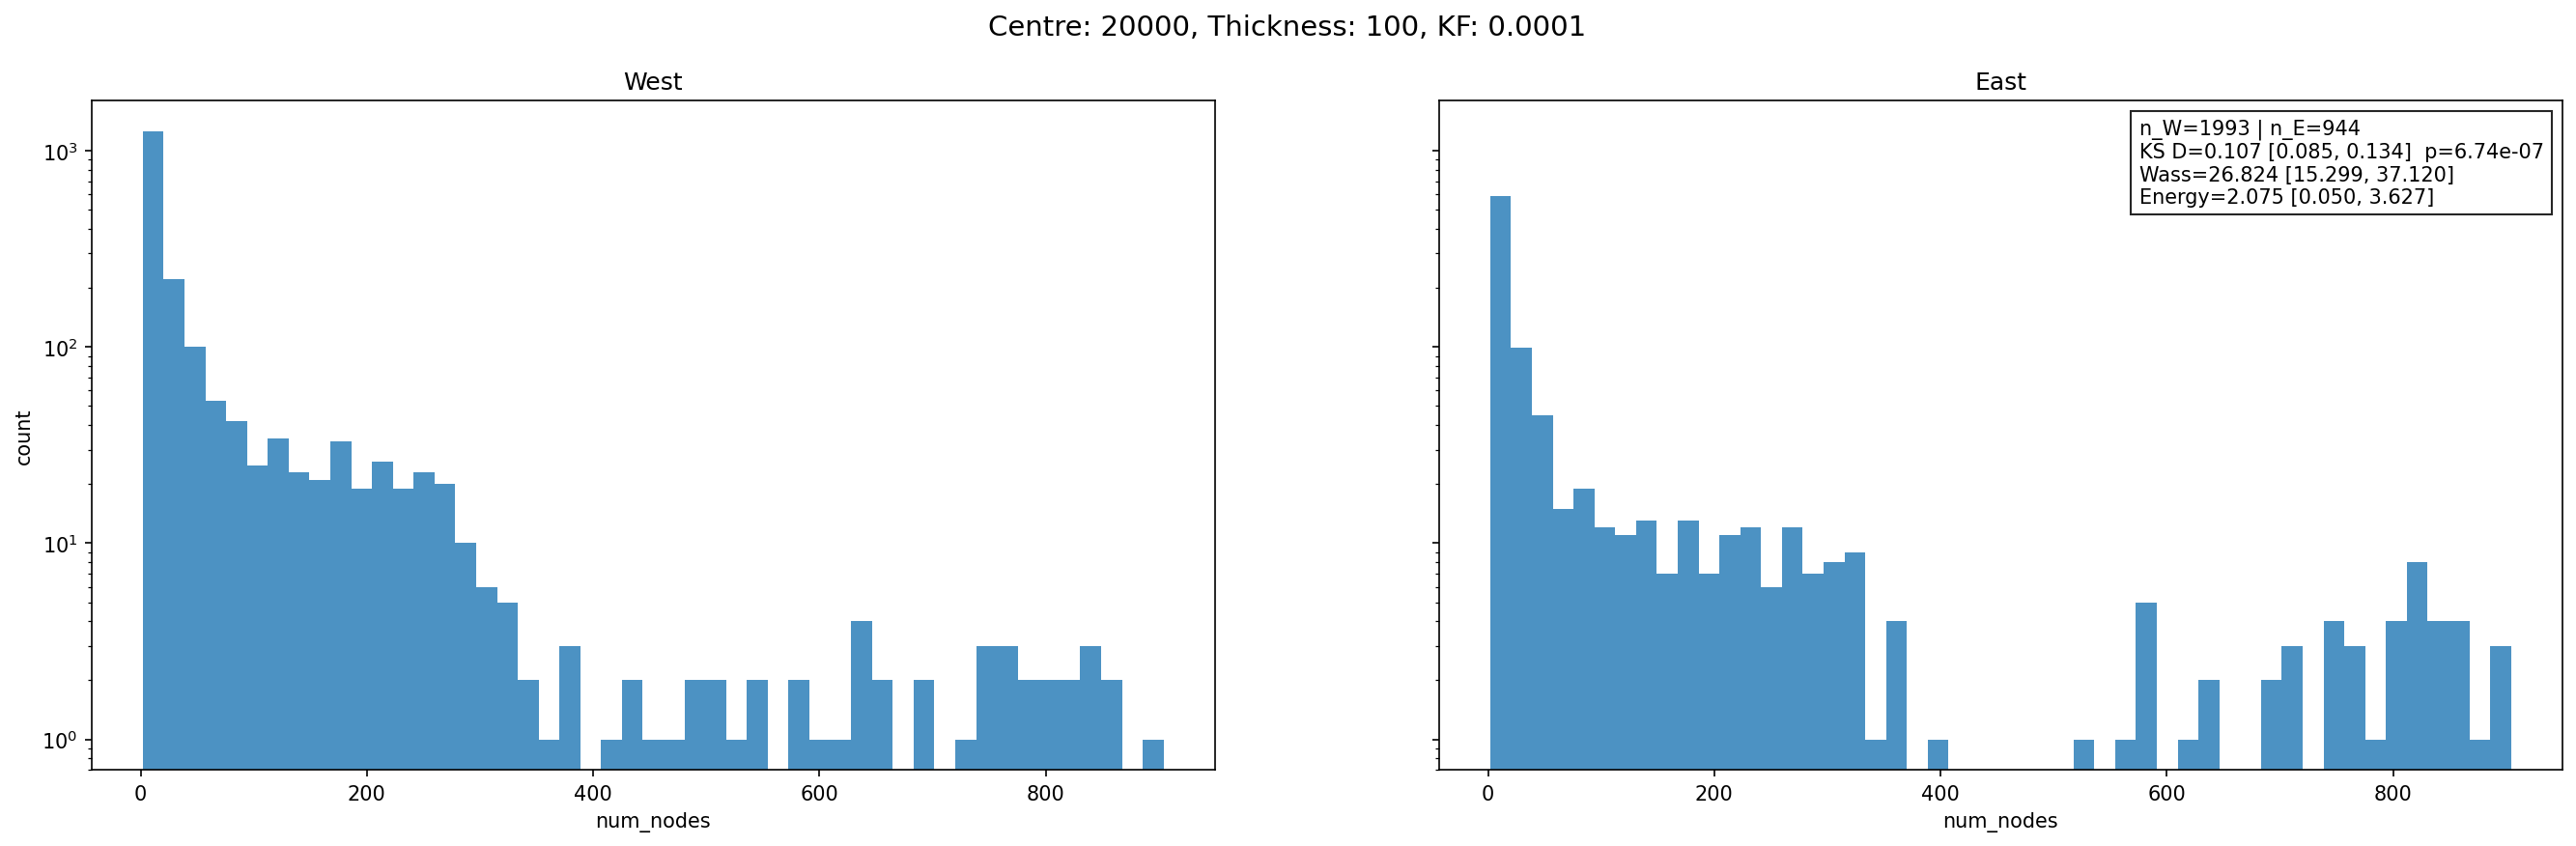 Centre: 20000, Thickness: 100, KF: 0.0001
West
East
n_W=1993 | n_E=944
KS D=0.107 [0.085, 0.134]  p=6.74e-07
Wass=26.824 [15.299, 37.120]
Energy=2.075 [0.050, 3.627]
count
10³
10²
10¹
10⁰
0 200 400 600 800
num_nodes
0 200 400 600 800
num_nodes